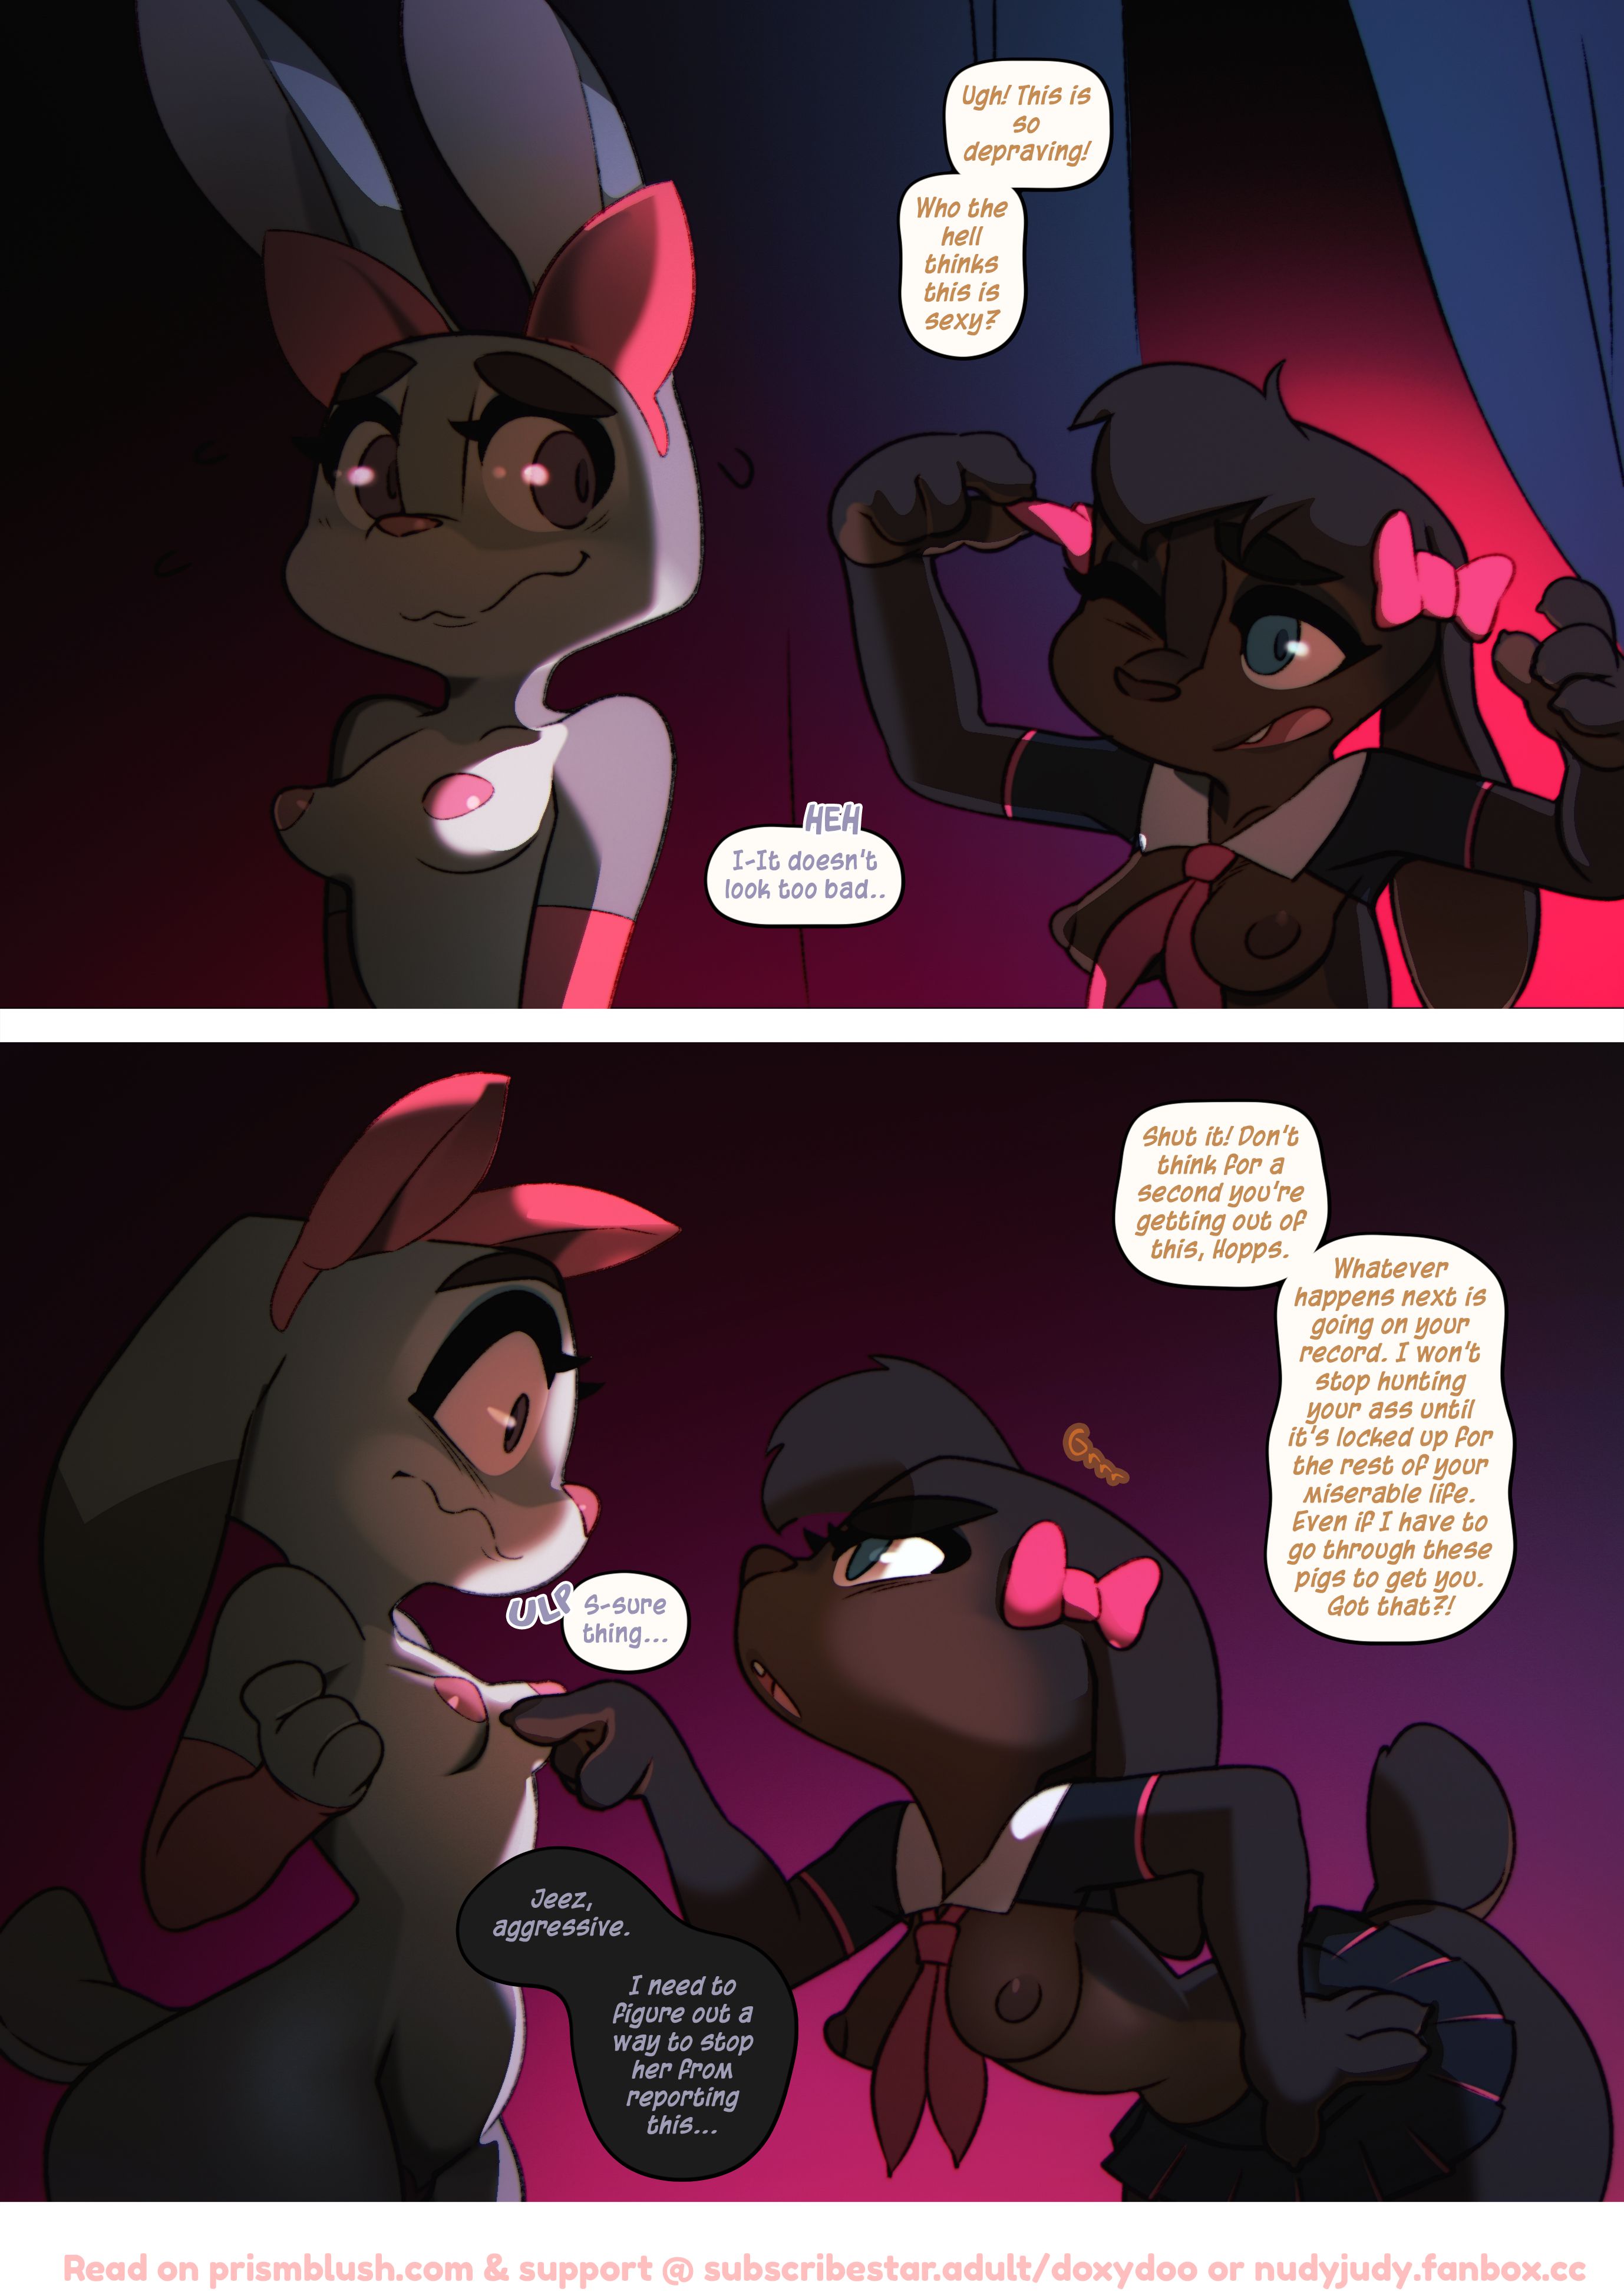 Ugh! This is
so
depraving!
Who the
hell
thinks
this is
sexy?
HEH
I-It doesn't
look too bad..
Shut it! Don't
think for a
second you're
getting out of
this, Hopps.
Whatever
happens next is
going on your
record. I won't
stop hunting
your ass until
it's locked up for
the rest of your
miserable life.
Even if I have to
go through these
pigs to get you.
Got that?!
Grrr
ULP
S-sure
thing...
Jeez,
aggressive.
I need to
figure out a
way to stop
her from
reporting
this...
Read on prismblush.com & support @ subscribestar.adult/doxydoo or nudyjudy.fanbox.cc